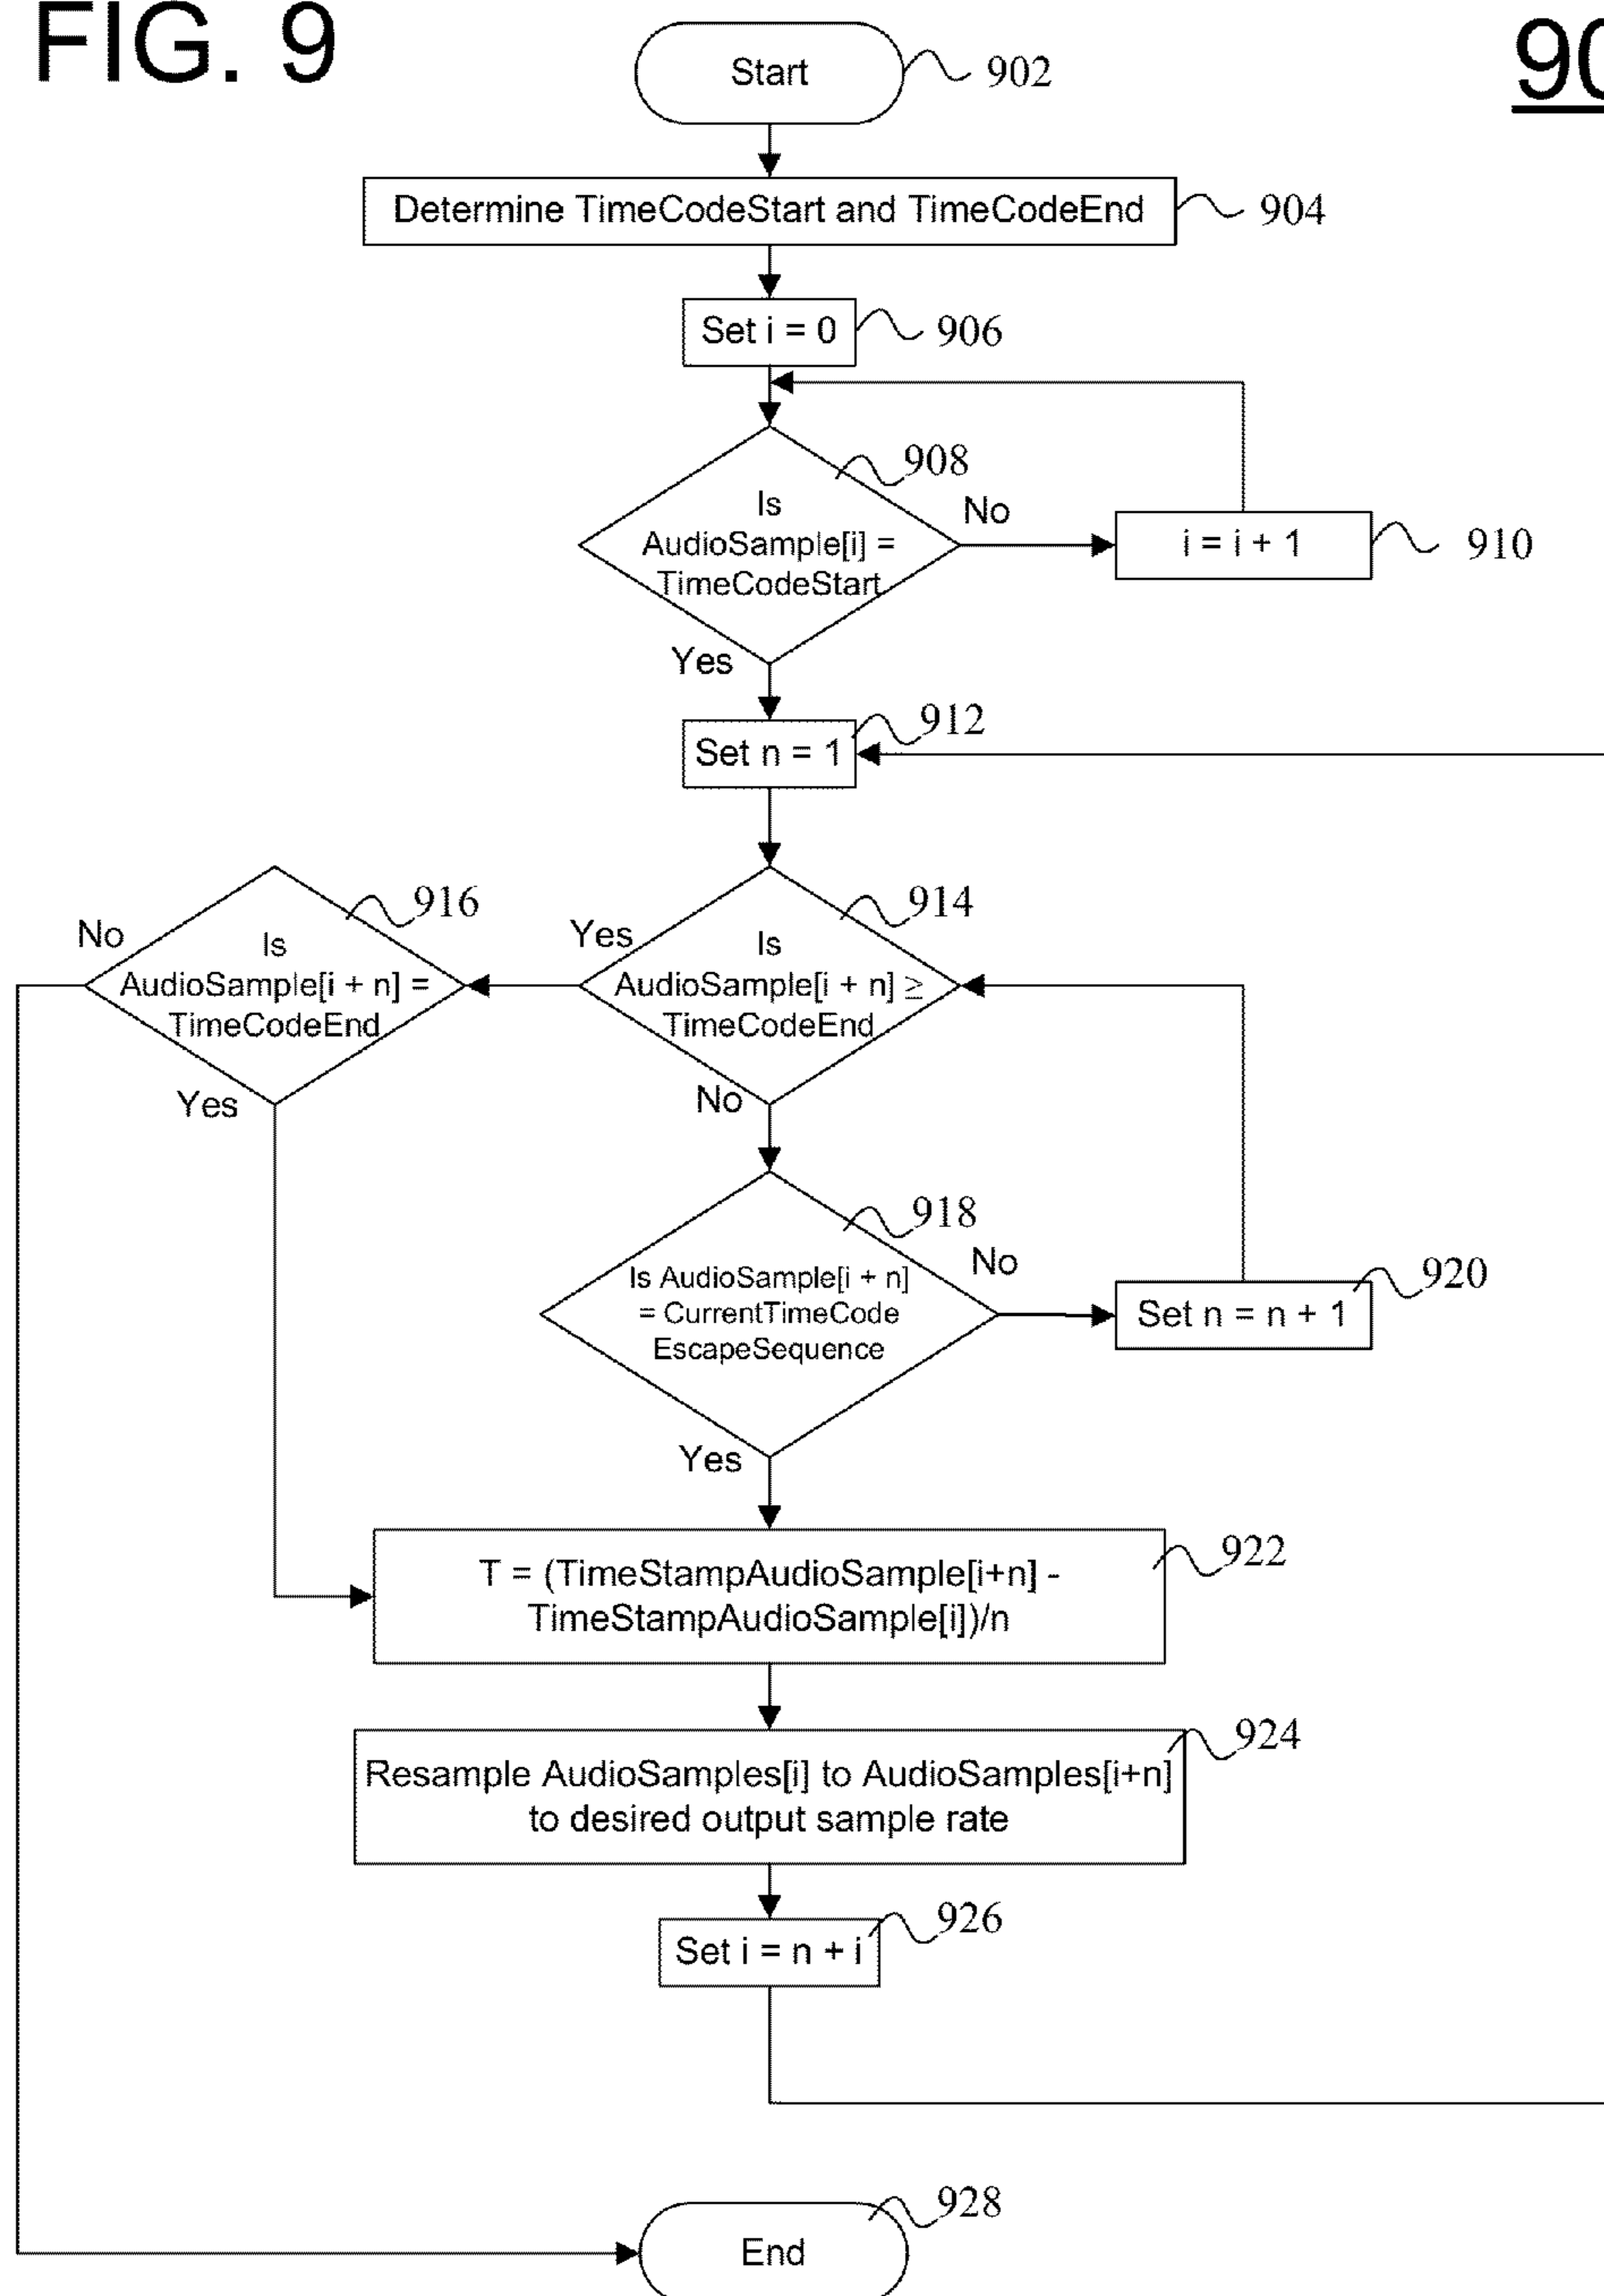 FIG. 9
90
Start
902
Determine TimeCodeStart and TimeCodeEnd
904
Set i = 0
906
908
Is
AudioSample[i] =
TimeCodeStart
No
i = i + 1
910
Yes
912
Set n = 1
916
No
Is
AudioSample[i + n] =
TimeCodeEnd
Yes
914
Yes
Is
AudioSample[i + n] ≥
TimeCodeEnd
No
918
Is AudioSample[i + n]
= CurrentTimeCode
EscapeSequence
No
920
Set n = n + 1
Yes
922
T = (TimeStampAudioSample[i+n] -
TimeStampAudioSample[i])/n
924
Resample AudioSamples[i] to AudioSamples[i+n]
to desired output sample rate
926
Set i = n + i
928
End